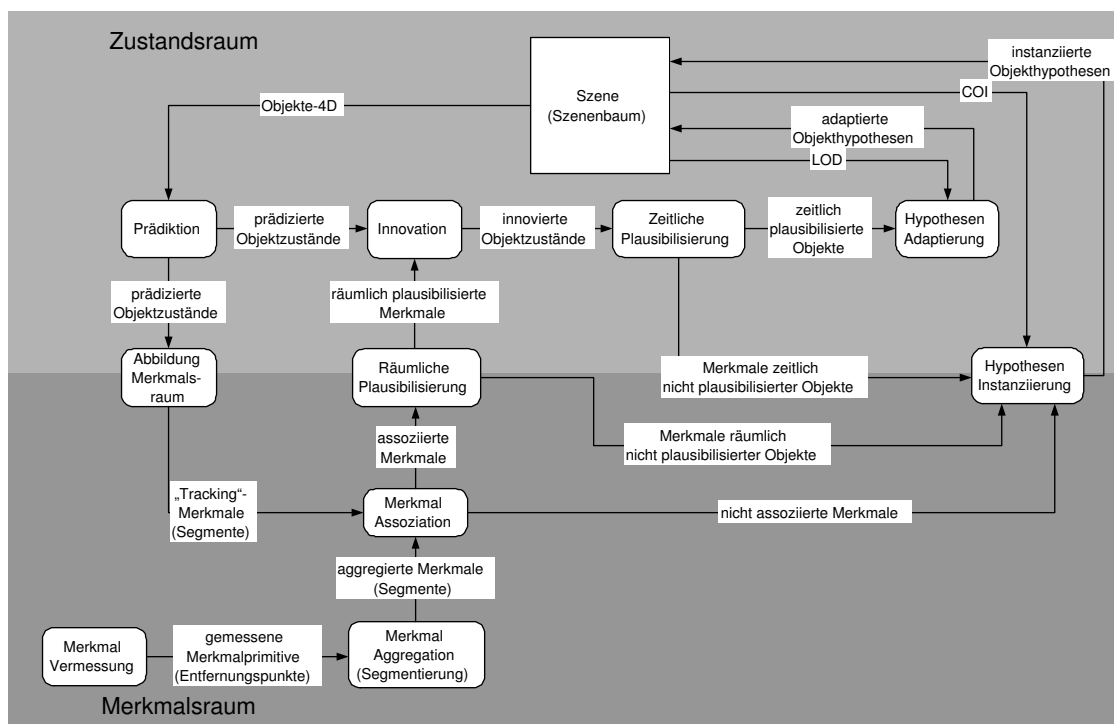 Zustandsraum
instanziierte
Objekthypothesen
Szene
(Szenenbaum)
COI
Objekte-4D
adaptierte
Objekthypothesen
LOD
Prädiktion
prädizierte
Objektzustände
Innovation
innovierte
Objektzustände
Zeitliche
Plausibilisierung
zeitlich
plausibilisierte
Objekte
Hypothesen
Adaptierung
prädizierte
Objektzustände
räumlich plausibilisierte
Merkmale
Abbildung
Merkmals-
raum
Räumliche
Plausibilisierung
Merkmale zeitlich
nicht plausibilisierter Objekte
Hypothesen
Instanziierung
assoziierte
Merkmale
Merkmale räumlich
nicht plausibilisierter Objekte
„Tracking“-
Merkmale
(Segmente)
Merkmal
Assoziation
nicht assoziierte Merkmale
aggregierte Merkmale
(Segmente)
Merkmal
Vermessung
gemessene
Merkmalprimitive
(Entfernungspunkte)
Merkmal
Aggregation
(Segmentierung)
Merkmalsraum